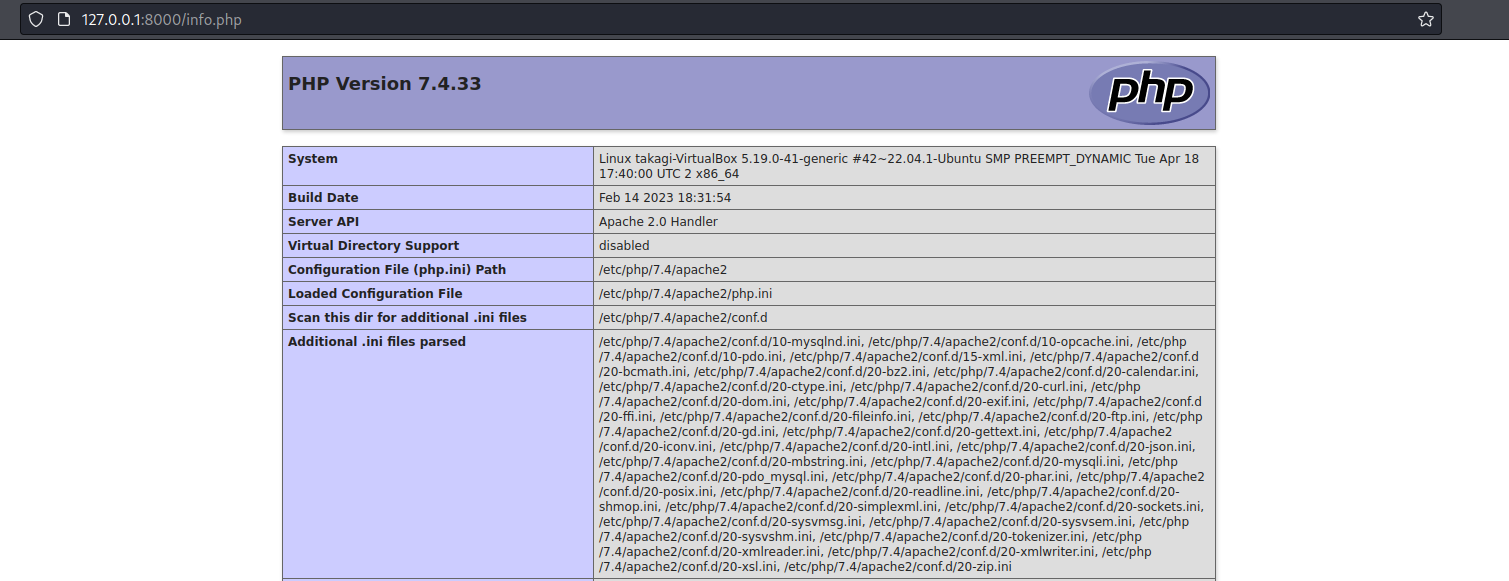 127.0.0.1:8000/info.php
PHP Version 7.4.33
php
System
Linux takagi-VirtualBox 5.19.0-41-generic #42~22.04.1-Ubuntu SMP PREEMPT_DYNAMIC Tue Apr 18
17:40:00 UTC 2 x86_64
Build Date
Feb 14 2023 18:31:54
Server API
Apache 2.0 Handler
Virtual Directory Support
disabled
Configuration File (php.ini) Path
/etc/php/7.4/apache2
Loaded Configuration File
/etc/php/7.4/apache2/php.ini
Scan this dir for additional .ini files
/etc/php/7.4/apache2/conf.d
Additional .ini files parsed
/etc/php/7.4/apache2/conf.d/10-mysqlnd.ini, /etc/php/7.4/apache2/conf.d/10-opcache.ini, /etc/php
/7.4/apache2/conf.d/10-pdo.ini, /etc/php/7.4/apache2/conf.d/15-xml.ini, /etc/php/7.4/apache2/conf.d
/20-bcmath.ini, /etc/php/7.4/apache2/conf.d/20-bz2.ini, /etc/php/7.4/apache2/conf.d/20-calendar.ini,
/etc/php/7.4/apache2/conf.d/20-ctype.ini, /etc/php/7.4/apache2/conf.d/20-curl.ini, /etc/php
/7.4/apache2/conf.d/20-dom.ini, /etc/php/7.4/apache2/conf.d/20-exif.ini, /etc/php/7.4/apache2/conf.d
/20-ffi.ini, /etc/php/7.4/apache2/conf.d/20-fileinfo.ini, /etc/php/7.4/apache2/conf.d/20-ftp.ini, /etc/php
/7.4/apache2/conf.d/20-gd.ini, /etc/php/7.4/apache2/conf.d/20-gettext.ini, /etc/php/7.4/apache2
/conf.d/20-iconv.ini, /etc/php/7.4/apache2/conf.d/20-intl.ini, /etc/php/7.4/apache2/conf.d/20-json.ini,
/etc/php/7.4/apache2/conf.d/20-mbstring.ini, /etc/php/7.4/apache2/conf.d/20-mysqli.ini, /etc/php
/7.4/apache2/conf.d/20-pdo_mysql.ini, /etc/php/7.4/apache2/conf.d/20-phar.ini, /etc/php/7.4/apache2
/conf.d/20-posix.ini, /etc/php/7.4/apache2/conf.d/20-readline.ini, /etc/php/7.4/apache2/conf.d/20-
shmop.ini, /etc/php/7.4/apache2/conf.d/20-simplexml.ini, /etc/php/7.4/apache2/conf.d/20-sockets.ini,
/etc/php/7.4/apache2/conf.d/20-sysvmsg.ini, /etc/php/7.4/apache2/conf.d/20-sysvsem.ini, /etc/php
/7.4/apache2/conf.d/20-sysvshm.ini, /etc/php/7.4/apache2/conf.d/20-tokenizer.ini, /etc/php
/7.4/apache2/conf.d/20-xmlreader.ini, /etc/php/7.4/apache2/conf.d/20-xmlwriter.ini, /etc/php
/7.4/apache2/conf.d/20-xsl.ini, /etc/php/7.4/apache2/conf.d/20-zip.ini